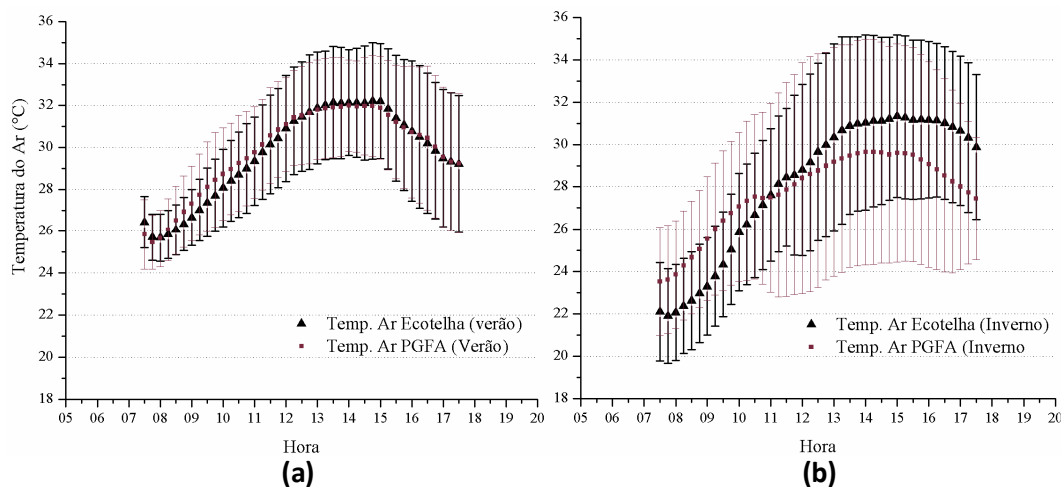 36
34
32
30
28
26
24
22
20
18
Temperatura do Ar (°C)
Temp. Ar Ecotelha (verão)
Temp. Ar PGFA (Verão)
05 06 07 08 09 10 11 12 13 14 15 16 17 18 19 20
Hora
(a)
36
34
32
30
28
26
24
22
20
18
Temp. Ar Ecotelha (Inverno)
Temp. Ar PGFA (Inverno
05 06 07 08 09 10 11 12 13 14 15 16 17 18 19 20
Hora
(b)